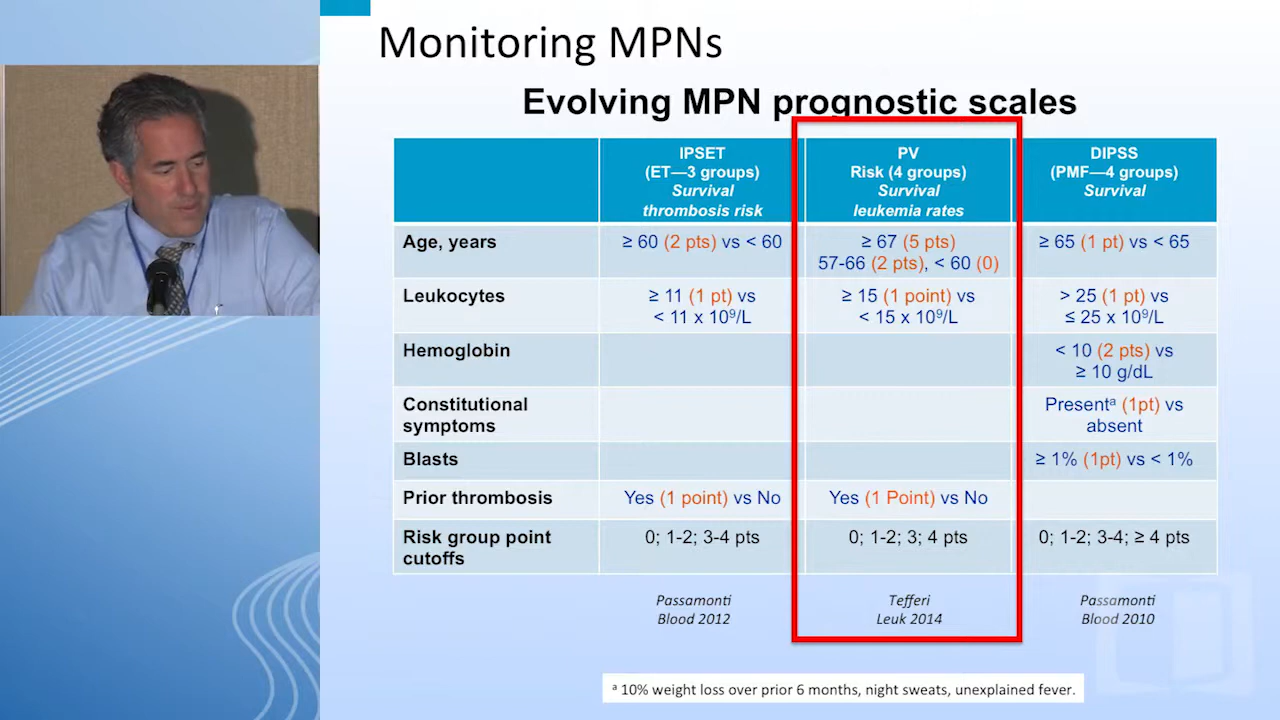 Monitoring MPNs
Evolving MPN prognostic scales
IPSET
(ET—3 groups)
Survival
thrombosis risk
PV
Risk (4 groups)
Survival
leukemia rates
DIPSS
(PMF—4 groups)
Survival
Age, years
≥ 60 (2 pts) vs < 60
≥ 67 (5 pts)
57-66 (2 pts), < 60 (0)
≥ 65 (1 pt) vs < 65
Leukocytes
≥ 11 (1 pt) vs
< 11 x 10⁹/L
≥ 15 (1 point) vs
< 15 x 10⁹/L
> 25 (1 pt) vs
≤ 25 x 10⁹/L
Hemoglobin
< 10 (2 pts) vs
≥ 10 g/dL
Constitutional
symptoms
Presentᵃ (1pt) vs
absent
Blasts
≥ 1% (1pt) vs < 1%
Prior thrombosis
Yes (1 point) vs No
Yes (1 Point) vs No
Risk group point
cutoffs
0; 1-2; 3-4 pts
0; 1-2; 3; 4 pts
0; 1-2; 3-4; ≥ 4 pts
Passamonti
Blood 2012
Tefferi
Leuk 2014
Passamonti
Blood 2010
ᵃ 10% weight loss over prior 6 months, night sweats, unexplained fever.